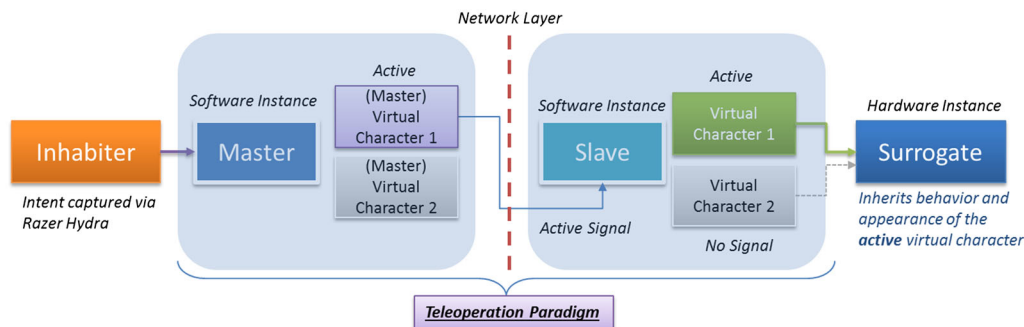 Network Layer
Active
Active
Software Instance
(Master)
Virtual
Character 1
Software Instance
Virtual
Character 1
Hardware Instance
Inhabiter
Master
Slave
Surrogate
(Master)
Virtual
Character 2
Virtual
Character 2
Intent captured via
Razer Hydra
Active Signal
No Signal
Inherits behavior and
appearance of the
active virtual character
Teleoperation Paradigm